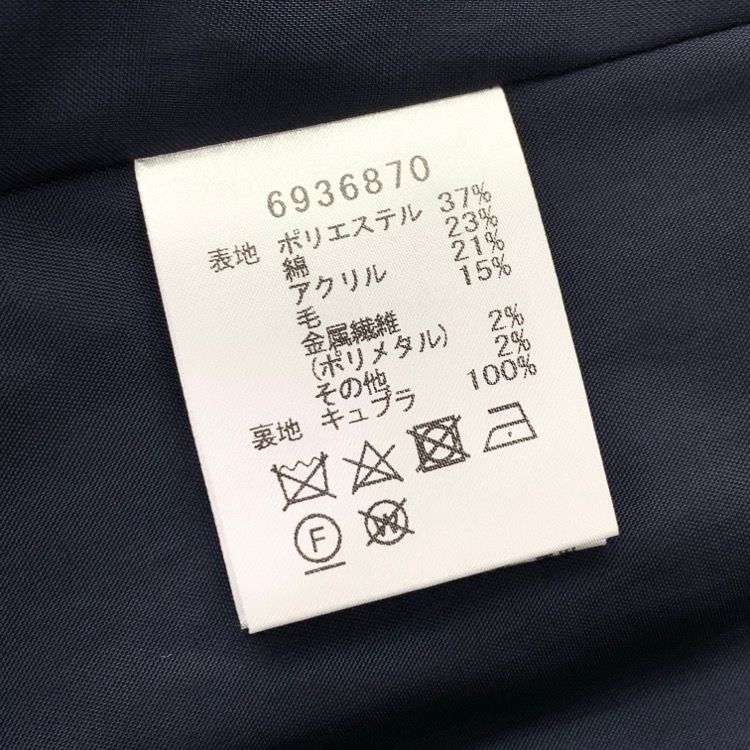 6936870
表地 ポリエステル 37%
綿 23%
アクリル 21%
毛 15%
金属繊維
(ポリメタル) 2%
その他 2%
裏地 キュプラ 100%
F
W